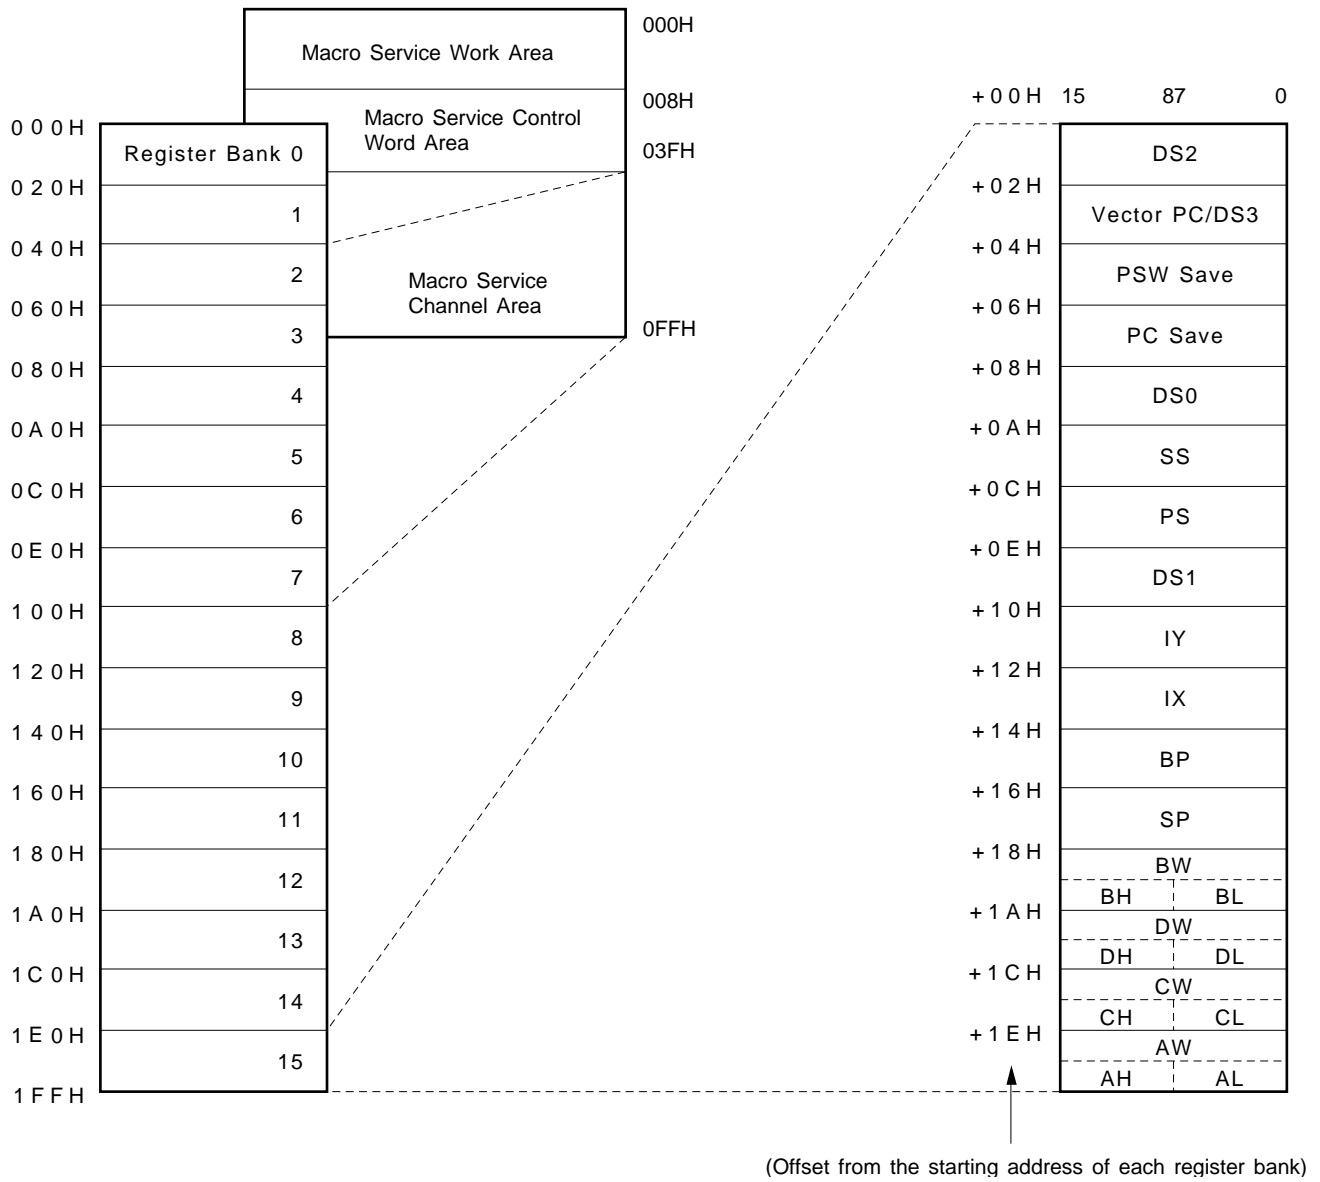 000H
Macro Service Work Area
008H
Macro Service Control
Word Area
03FH
Macro Service
Channel Area
0FFH
000H
Register Bank 0
020H
1
040H
2
060H
3
080H
4
0A0H
5
0C0H
6
0E0H
7
100H
8
120H
9
140H
10
160H
11
180H
12
1A0H
13
1C0H
14
1E0H
15
1FFH
+00H 15 87 0
DS2
+02H
Vector PC/DS3
+04H
PSW Save
+06H
PC Save
+08H
DS0
+0AH
SS
+0CH
PS
+0EH
DS1
+10H
IY
+12H
IX
+14H
BP
+16H
SP
+18H
BW
BH BL
+1AH
DW
DH DL
+1CH
CW
CH CL
+1EH
AW
AH AL
(Offset from the starting address of each register bank)